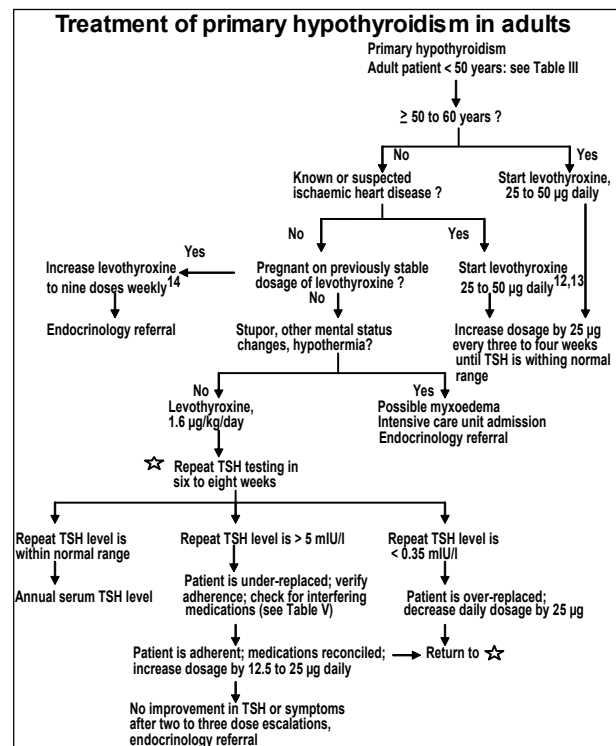 Treatment of primary hypothyroidism in adults
Primary hypothyroidism
Adult patient < 50 years: see Table III
≥ 50 to 60 years ?
No
Yes
Known or suspected
ischaemic heart disease ?
Start levothyroxine,
25 to 50 µg daily
No
Yes
Yes
Increase levothyroxine
to nine doses weekly14
Pregnant on previously stable
dosage of levothyroxine ?
Start levothyroxine
25 to 50 µg daily12,13
No
Endocrinology referral
Stupor, other mental status
changes, hypothermia?
Increase dosage by 25 µg
every three to four weeks
until TSH is withing normal
range
No
Levothyroxine,
1.6 µg/kg/day
Yes
Possible myxoedema
Intensive care unit admission
Endocrinology referral
☆ Repeat TSH testing in
six to eight weeks
Repeat TSH level is
within normal range
Repeat TSH level is > 5 mIU/l
Repeat TSH level is
< 0.35 mIU/l
Annual serum TSH level
Patient is under-replaced; verify
adherence; check for interfering
medications (see Table V)
Patient is over-replaced;
decrease daily dosage by 25 µg
Patient is adherent; medications reconciled;
increase dosage by 12.5 to 25 µg daily
Return to ☆
No improvement in TSH or symptoms
after two to three dose escalations,
endocrinology referral